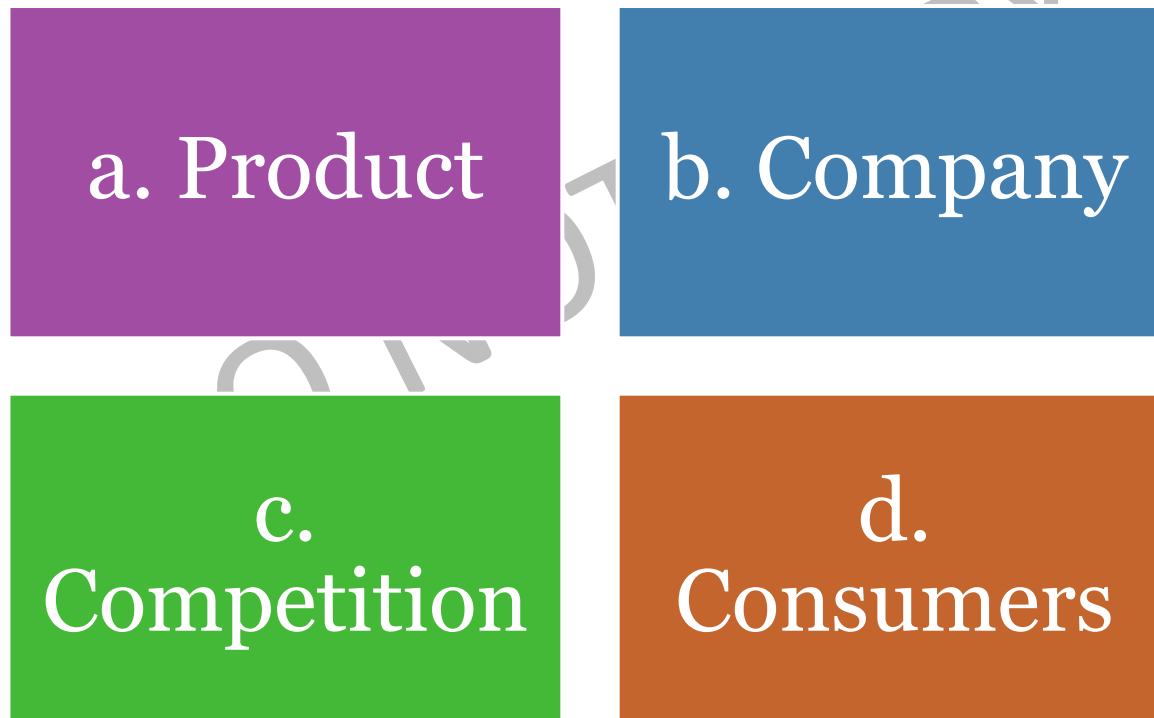 a. Product
b. Company
c.
Competition
d.
Consumers